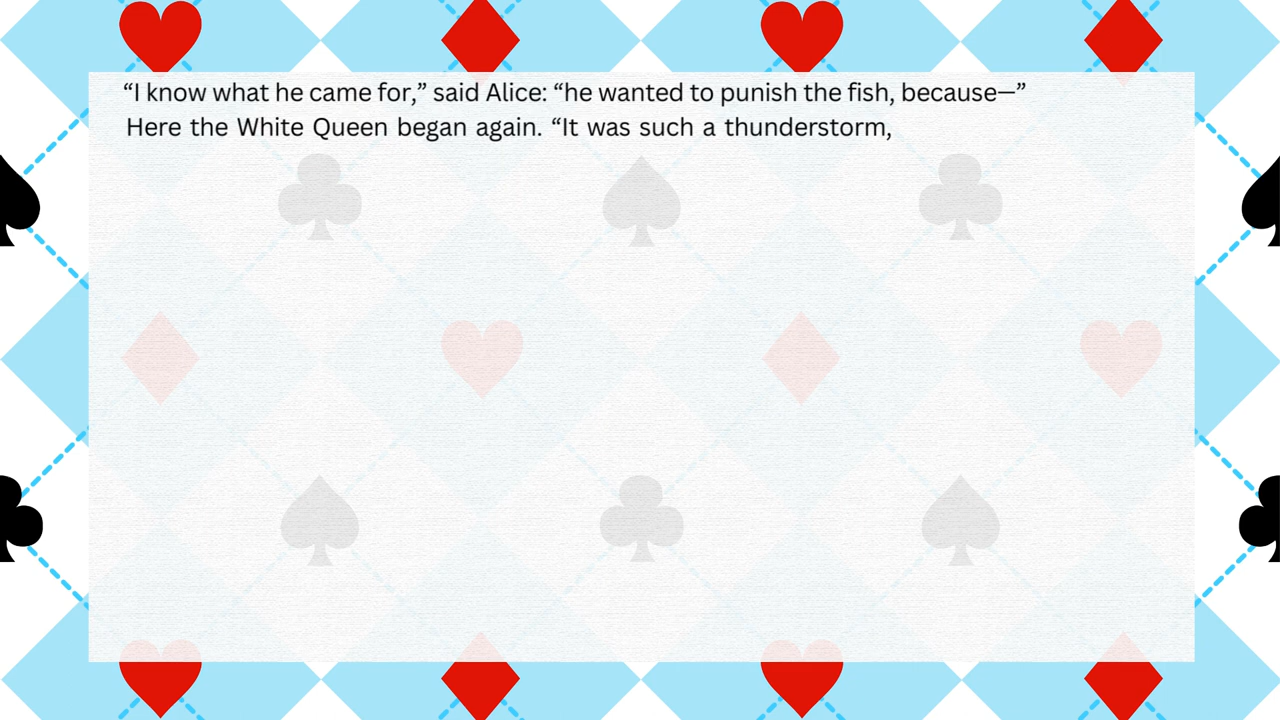 “I know what he came for,” said Alice: “he wanted to punish the fish, because—”
Here the White Queen began again. “It was such a thunderstorm,